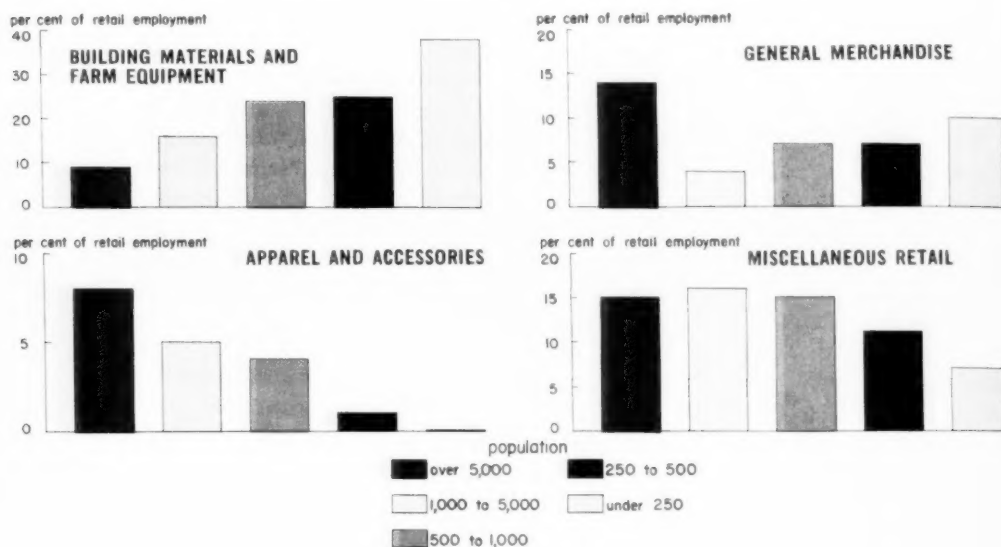 per cent of retail employment
BUILDING MATERIALS AND
FARM EQUIPMENT
40
30
20
10
0
per cent of retail employment
GENERAL MERCHANDISE
20
15
10
5
0
per cent of retail employment
APPAREL AND ACCESSORIES
10
5
0
per cent of retail employment
MISCELLANEOUS RETAIL
20
15
10
5
0
population
over 5,000
250 to 500
1,000 to 5,000
under 250
500 to 1,000